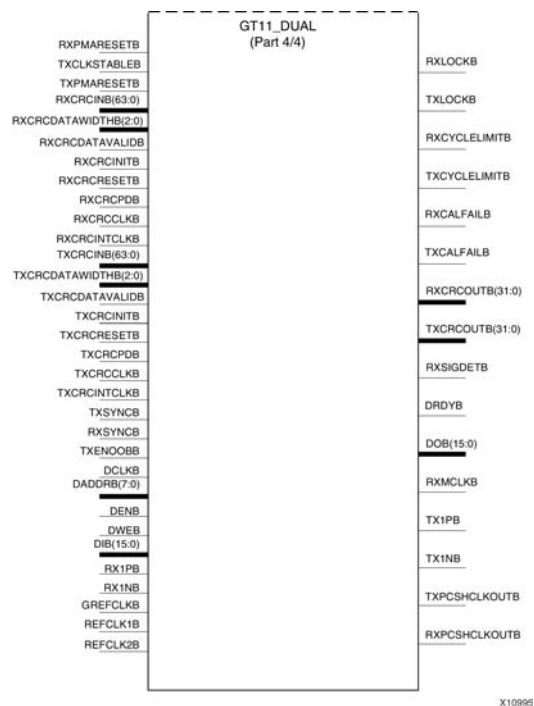 GT11_DUAL
(Part 4/4)
RXPMARESETB
TXCLKSTABLEB
TXPMARESETB
RXCRCINB(63:0)
RXCRCDATAWIDTHB(2:0)
RXCRCDATAVALIDB
RXCRCINITB
RXCRCRESETB
RXCRCPDB
RXCRCCLKB
RXCRCINTCLKB
TXCRCINB(63:0)
TXCRCDATAWIDTHB(2:0)
TXCRCDATAVALIDB
TXCRCINITB
TXCRCRESETB
TXCRCPDB
TXCRCCLKB
TXCRCINTCLKB
TXSYNCB
RXSYNCB
TXENOOBB
DCLKB
DADDRB(7:0)
DENB
DWEB
DIB(15:0)
RX1PB
RX1NB
GREFCLKB
REFCLK1B
REFCLK2B
RXLOCKB
TXLOCKB
RXCYCLELIMITB
TXCYCLELIMITB
RXCALFAILB
TXCALFAILB
RXCRCOUTB(31:0)
TXCRCOUTB(31:0)
RXSIGDETB
DRDYB
DOB(15:0)
RXMCLKB
TX1PB
TX1NB
TXPCSHCLKOUTB
RXPCSHCLKOUTB
X10995